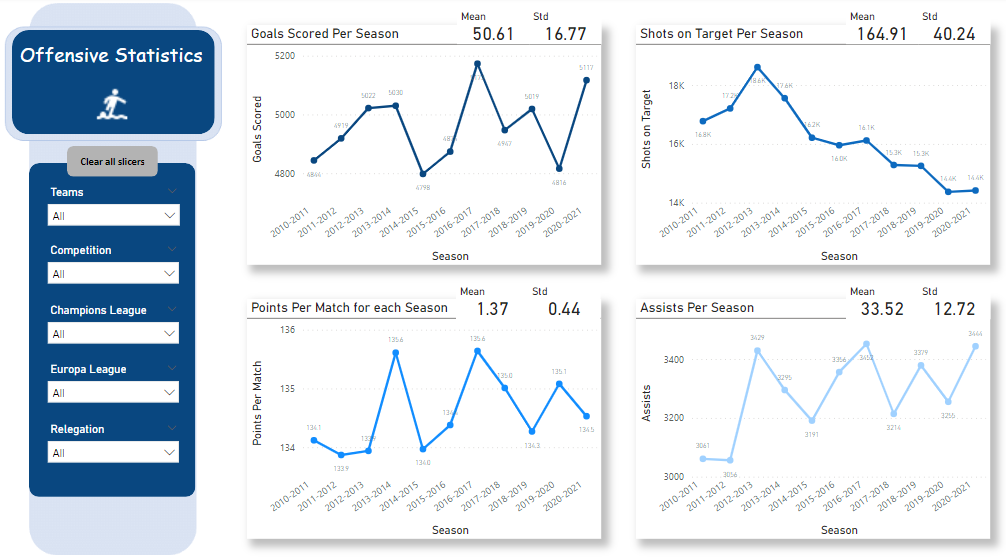 Offensive Statistics
Clear all slicers
Teams
All
Competition
All
Champions League
All
Europa League
All
Relegation
All
Goals Scored Per Season
Mean
50.61
Std
16.77
Goals Scored
5200
5000
4800
4844
4919
5022
5030
4798
4947
5019
4816
5117
2010-2011
2011-2012
2012-2013
2013-2014
2014-2015
2015-2016
2016-2017
2017-2018
2018-2019
2019-2020
2020-2021
Season
Shots on Target Per Season
Mean
164.91
Std
40.24
Shots on Target
18K
16K
14K
16.8K
17.2K
18.6K
17.6K
16.2K
16.0K
16.1K
15.3K
15.3K
14.4K
14.4K
2010-2011
2011-2012
2012-2013
2013-2014
2014-2015
2015-2016
2016-2017
2017-2018
2018-2019
2019-2020
2020-2021
Season
Points Per Match for each Season
Mean
1.37
Std
0.44
Points Per Match
136
135
134
134.1
133.9
133.9
135.6
134.0
135.6
135.0
134.3
135.1
134.5
2010-2011
2011-2012
2012-2013
2013-2014
2014-2015
2015-2016
2016-2017
2017-2018
2018-2019
2019-2020
2020-2021
Season
Assists Per Season
Mean
33.52
Std
12.72
Assists
3400
3200
3000
3061
3056
3429
3295
3191
3356
3452
3214
3379
3255
3444
2010-2011
2011-2012
2012-2013
2013-2014
2014-2015
2015-2016
2016-2017
2017-2018
2018-2019
2019-2020
2020-2021
Season